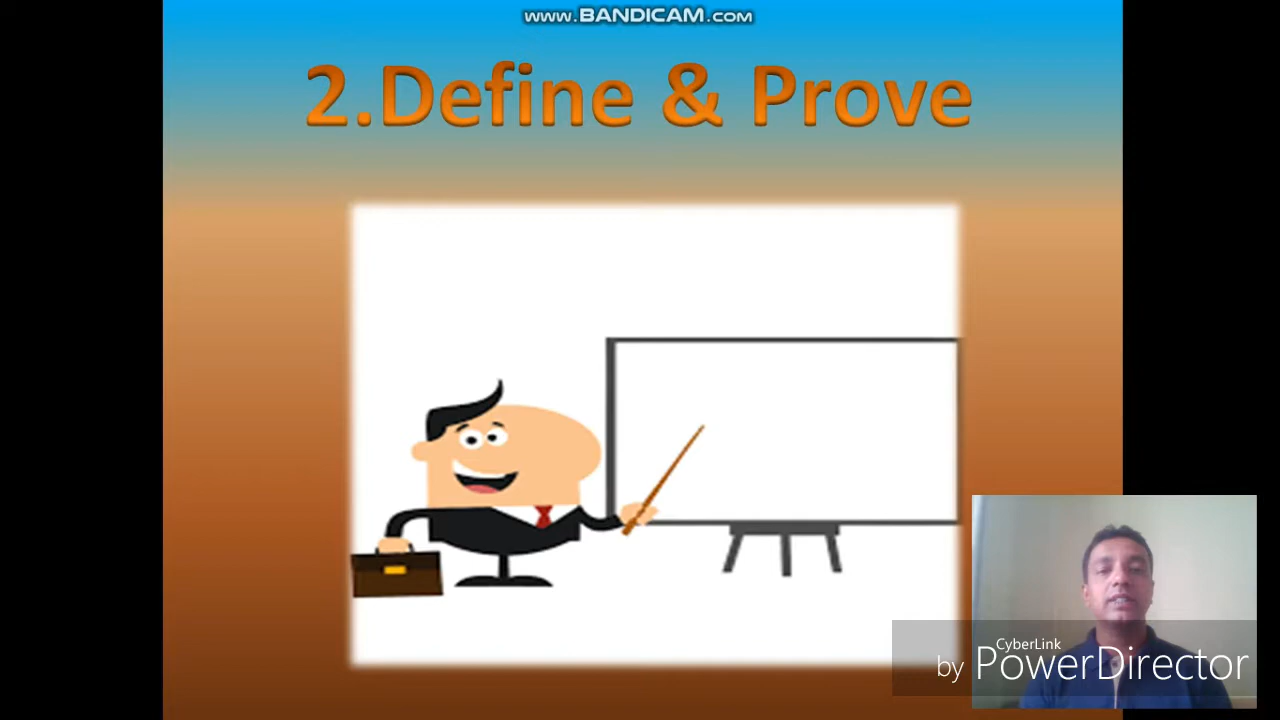 www.BANDICAM.com
2.Define & Prove
CyberLink
by PowerDirector